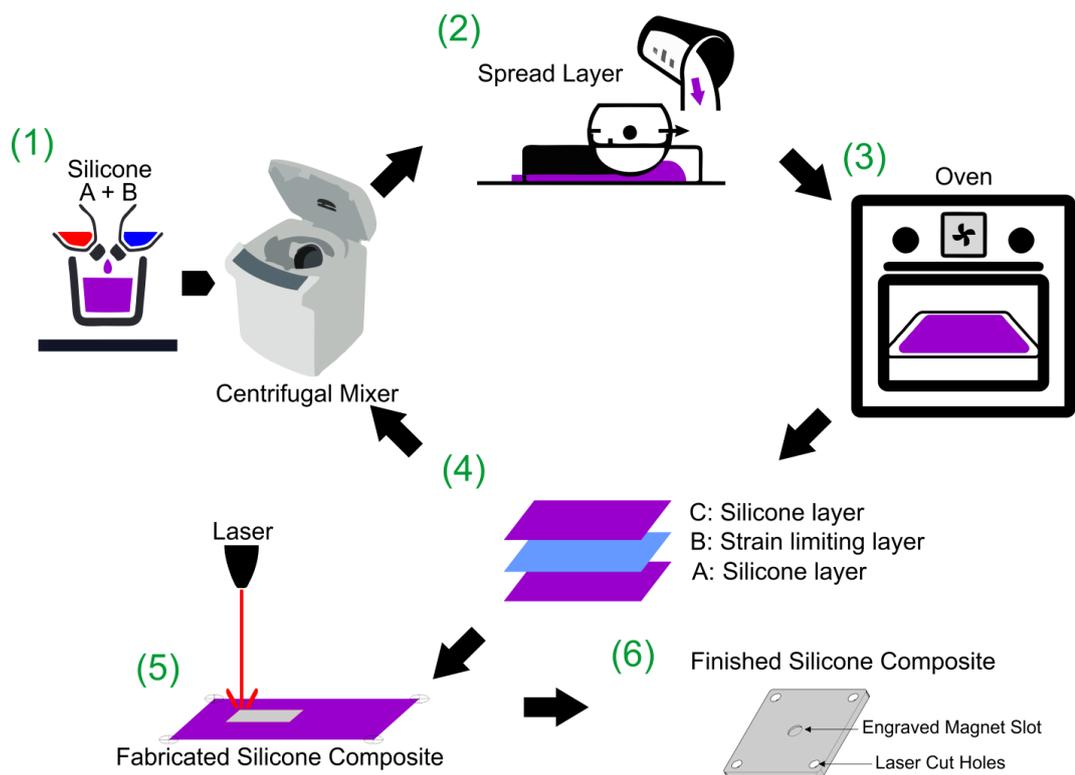 (1)
Silicone
A + B
Centrifugal Mixer
(2)
Spread Layer
(3)
Oven
(4)
C: Silicone layer
B: Strain limiting layer
A: Silicone layer
Laser
(5)
Fabricated Silicone Composite
(6)
Finished Silicone Composite
Engraved Magnet Slot
Laser Cut Holes